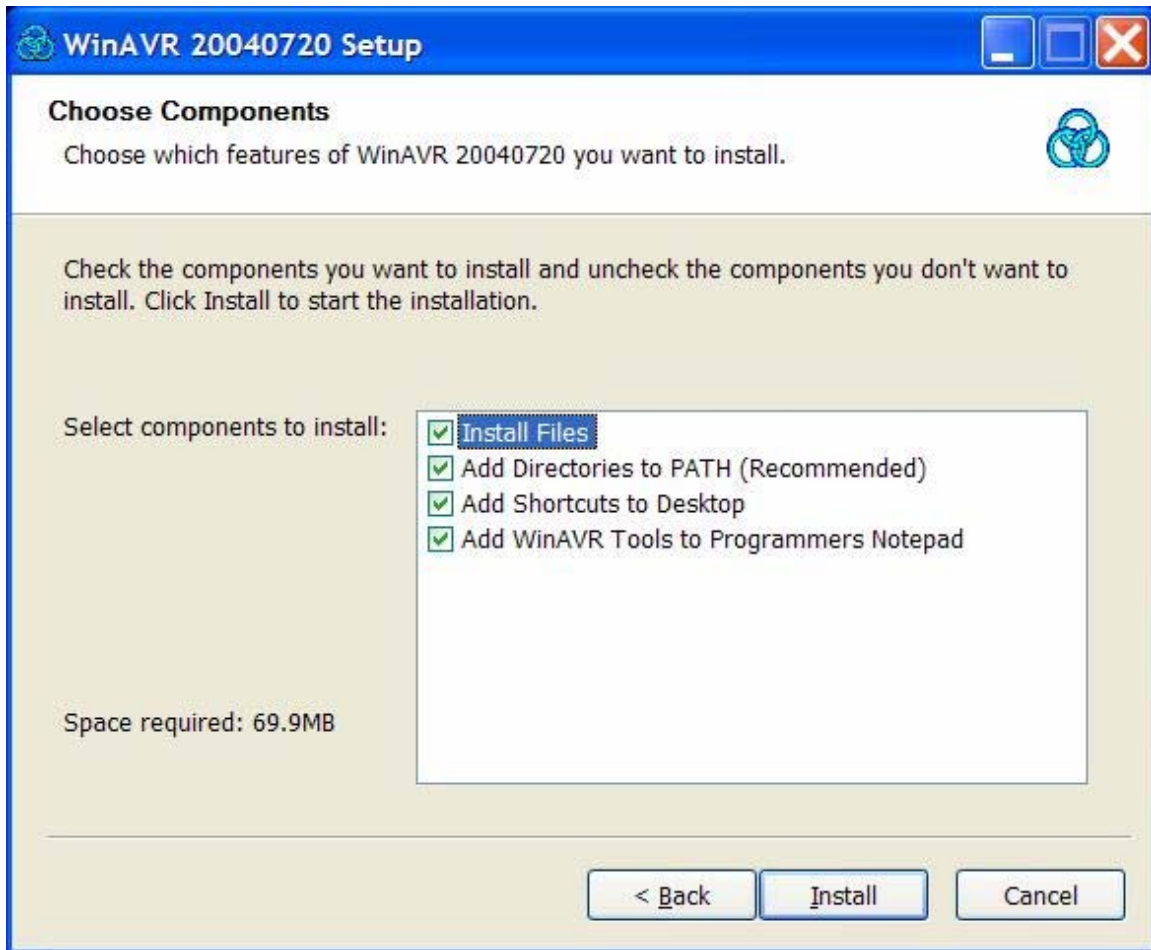 WinAVR 20040720 Setup
Choose Components
Choose which features of WinAVR 20040720 you want to install.
Check the components you want to install and uncheck the components you don't want to
install. Click Install to start the installation.
Select components to install:
Install Files
Add Directories to PATH (Recommended)
Add Shortcuts to Desktop
Add WinAVR Tools to Programmers Notepad
Space required: 69.9MB
< Back
Install
Cancel